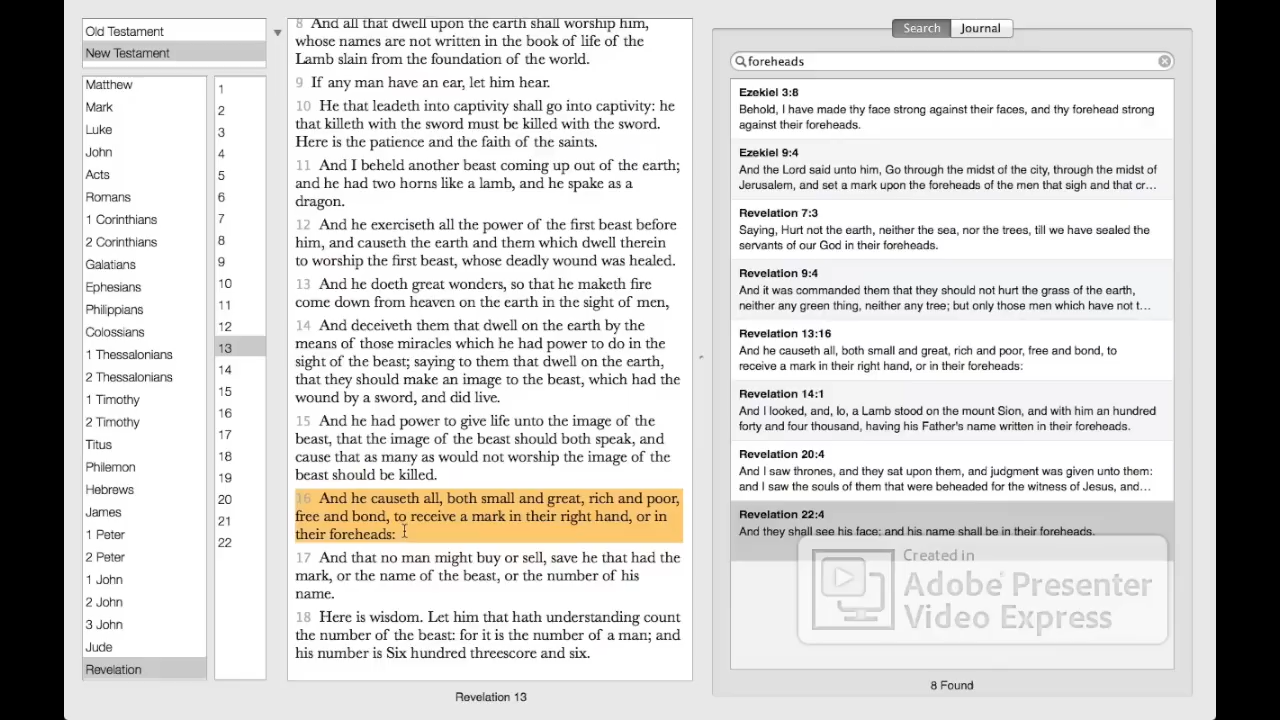 Old Testament
New Testament
Matthew
Mark
Luke
John
Acts
Romans
1 Corinthians
2 Corinthians
Galatians
Ephesians
Philippians
Colossians
1 Thessalonians
2 Thessalonians
1 Timothy
2 Timothy
Titus
Philemon
Hebrews
James
1 Peter
2 Peter
1 John
2 John
3 John
Jude
Revelation
1
2
3
4
5
6
7
8
9
10
11
12
13
14
15
16
17
18
19
20
21
22
8 And all that dwell upon the earth shall worship him,
whose names are not written in the book of life of the
Lamb slain from the foundation of the world.
9 If any man have an ear, let him hear.
10 He that leadeth into captivity shall go into captivity: he
that killeth with the sword must be killed with the sword.
Here is the patience and the faith of the saints.
11 And I beheld another beast coming up out of the earth;
and he had two horns like a lamb, and he spake as a
dragon.
12 And he exerciseth all the power of the first beast before
him, and causeth the earth and them which dwell therein
to worship the first beast, whose deadly wound was healed.
13 And he doeth great wonders, so that he maketh fire
come down from heaven on the earth in the sight of men,
14 And deceiveth them that dwell on the earth by the
means of those miracles which he had power to do in the
sight of the beast; saying to them that dwell on the earth,
that they should make an image to the beast, which had the
wound by a sword, and did live.
15 And he had power to give life unto the image of the
beast, that the image of the beast should both speak, and
cause that as many as would not worship the image of the
beast should be killed.
16 And he causeth all, both small and great, rich and poor,
free and bond, to receive a mark in their right hand, or in
their foreheads:
17 And that no man might buy or sell, save he that had the
mark, or the name of the beast, or the number of his
name.
18 Here is wisdom. Let him that hath understanding count
the number of the beast: for it is the number of a man; and
his number is Six hundred threescore and six.
Revelation 13
Search Journal
foreheads
Ezekiel 3:8
Behold, I have made thy face strong against their faces, and thy forehead strong
against their foreheads.
Ezekiel 9:4
And the Lord said unto him, Go through the midst of the city, through the midst of
Jerusalem, and set a mark upon the foreheads of the men that sigh and that cr...
Revelation 7:3
Saying, Hurt not the earth, neither the sea, nor the trees, till we have sealed the
servants of our God in their foreheads.
Revelation 9:4
And it was commanded them that they should not hurt the grass of the earth,
neither any green thing, neither any tree; but only those men which have not t...
Revelation 13:16
And he causeth all, both small and great, rich and poor, free and bond, to
receive a mark in their right hand, or in their foreheads:
Revelation 14:1
And I looked, and, lo, a Lamb stood on the mount Sion, and with him an hundred
forty and four thousand, having his Father's name written in their foreheads.
Revelation 20:4
And I saw thrones, and they sat upon them, and judgment was given unto them:
and I saw the souls of them that were beheaded for the witness of Jesus, and...
Revelation 22:4
And they shall see his face; and his name shall be in their foreheads.
Created in
Adobe Presenter
Video Express
8 Found